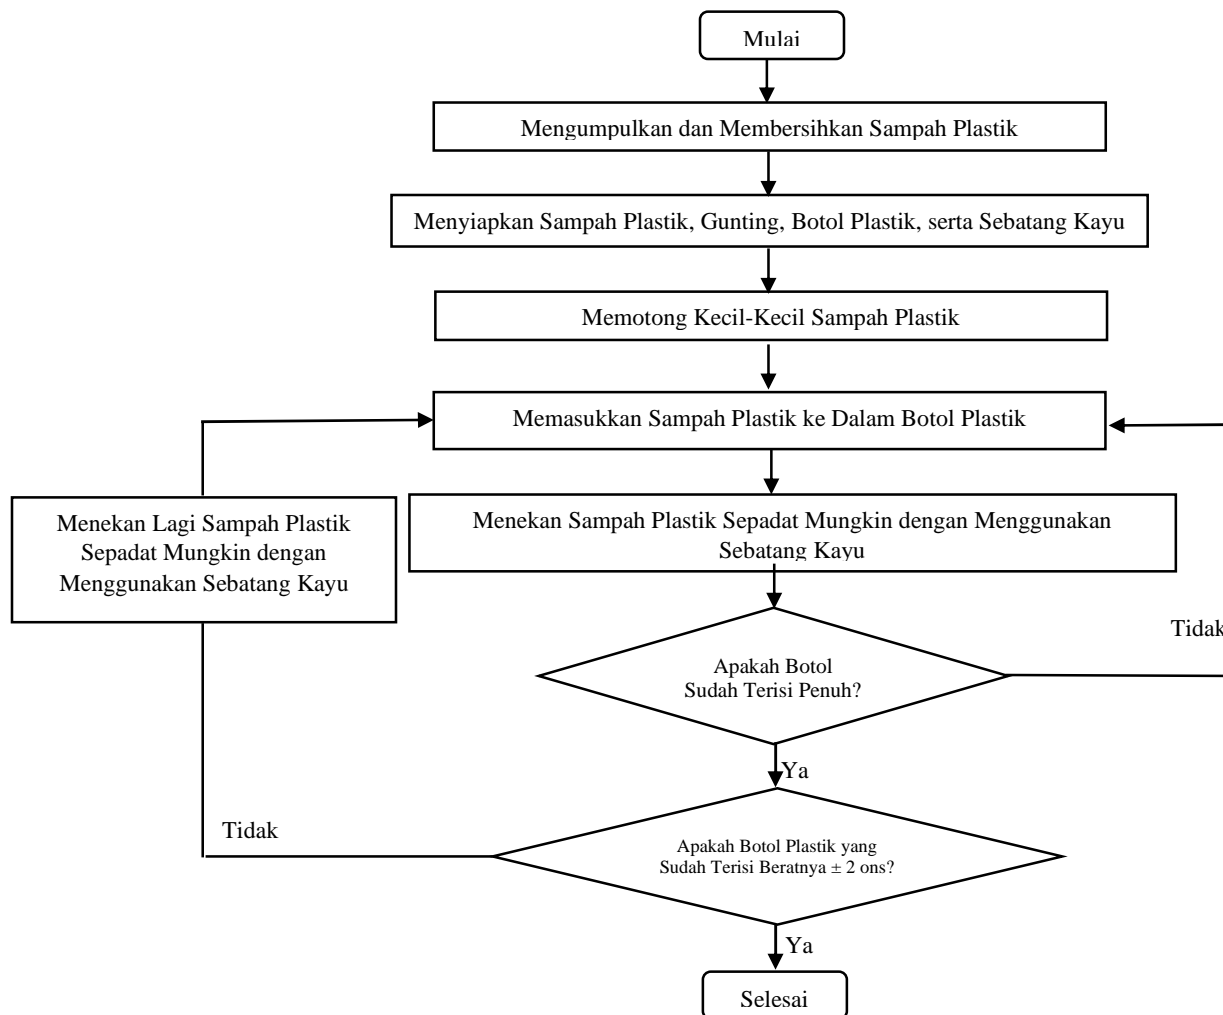 Mulai
Mengumpulkan dan Membersihkan Sampah Plastik
Menyiapkan Sampah Plastik, Gunting, Botol Plastik, serta Sebatang Kayu
Memotong Kecil-Kecil Sampah Plastik
Memasukkan Sampah Plastik ke Dalam Botol Plastik
Menekan Lagi Sampah Plastik
Sepadat Mungkin dengan
Menggunakan Sebatang Kayu
Menekan Sampah Plastik Sepadat Mungkin dengan Menggunakan
Sebatang Kayu
Tidak
Apakah Botol
Sudah Terisi Penuh?
Ya
Tidak
Apakah Botol Plastik yang
Sudah Terisi Beratnya ± 2 ons?
Ya
Selesai